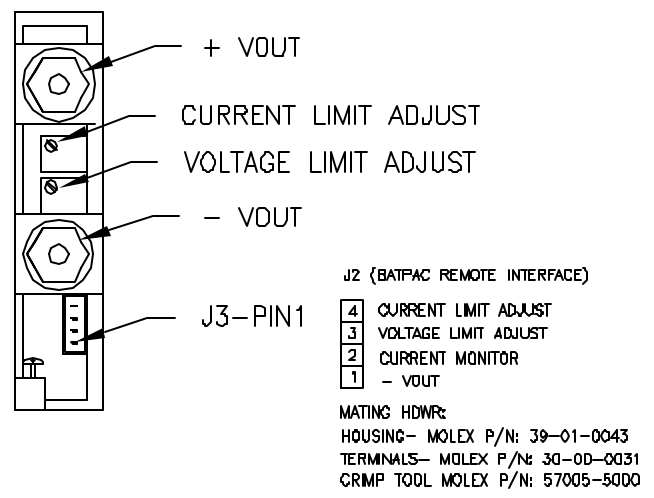 + VOUT
CURRENT LIMIT ADJUST
VOLTAGE LIMIT ADJUST
- VOUT
J3-PIN1
J2 (BATPAC REMOTE INTERFACE)
4 CURRENT LIMIT ADJUST
3 VOLTAGE LIMIT ADJUST
2 CURRENT MONITOR
1 - VOUT
MATING HDWR:
HOUSING- MOLEX P/N: 39-01-0043
TERMINALS- MOLEX P/N: 30-00-0031
CRIMP TOOL MOLEX P/N: 57005-5000